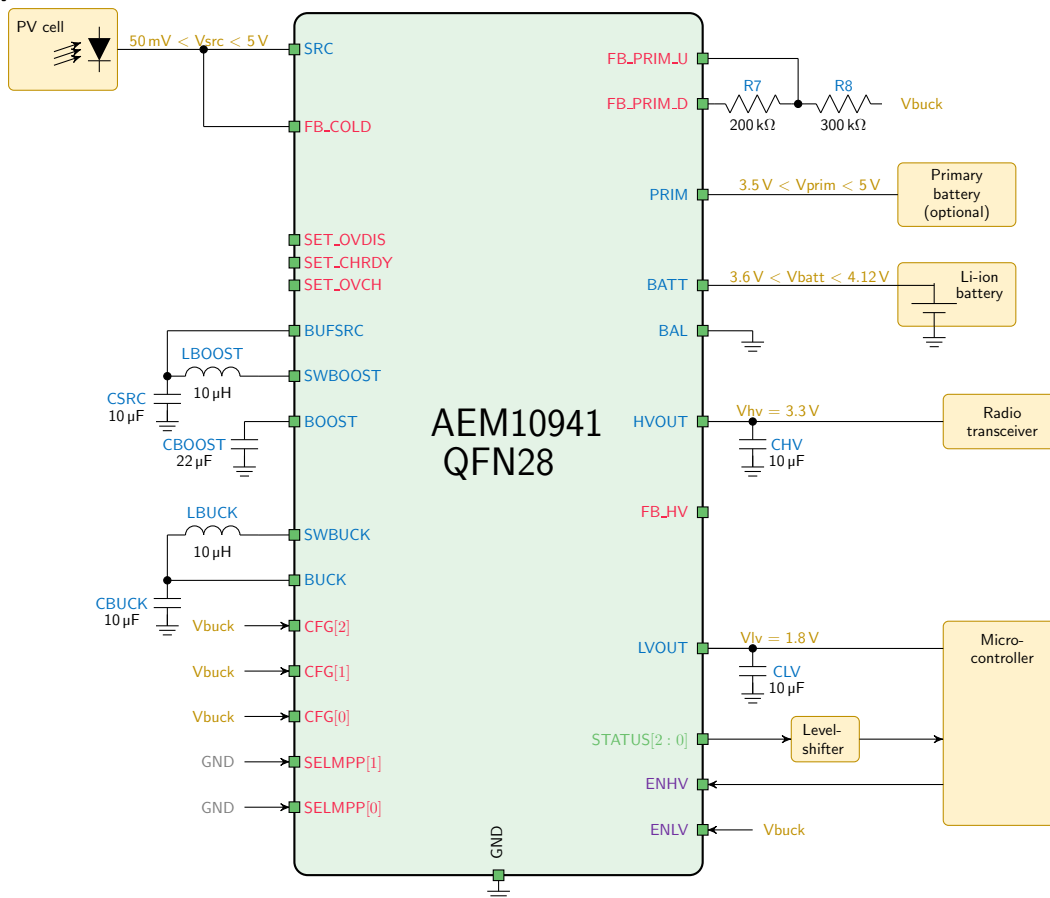 PV cell
50 mV < Vsrc < 5 V
SRC
FB_COLD
SET_OVDIS
SET_CHRDY
SET_OVCH
BUFSRC
LBOOST
10 µH
SWBOOST
CSRC
10 µF
BOOST
CBOOST
22 µF
LBUCK
10 µH
SWBUCK
BUCK
CBUCK
10 µF
Vbuck
CFG[2]
Vbuck
CFG[1]
Vbuck
CFG[0]
GND
SELMPP[1]
GND
SELMPP[0]
AEM10941
QFN28
GND
FB_PRIM_U
FB_PRIM_D
R7
200 kΩ
R8
300 kΩ
Vbuck
PRIM
3.5 V < Vprim < 5 V
Primary
battery
(optional)
BATT
3.6 V < Vbatt < 4.12 V
Li-ion
battery
BAL
HVOUT
Vhv = 3.3 V
CHV
10 µF
Radio
transceiver
FB_HV
LVOUT
Vlv = 1.8 V
CLV
10 µF
Micro-
controller
STATUS[2 : 0]
Level-
shifter
ENHV
ENLV
Vbuck